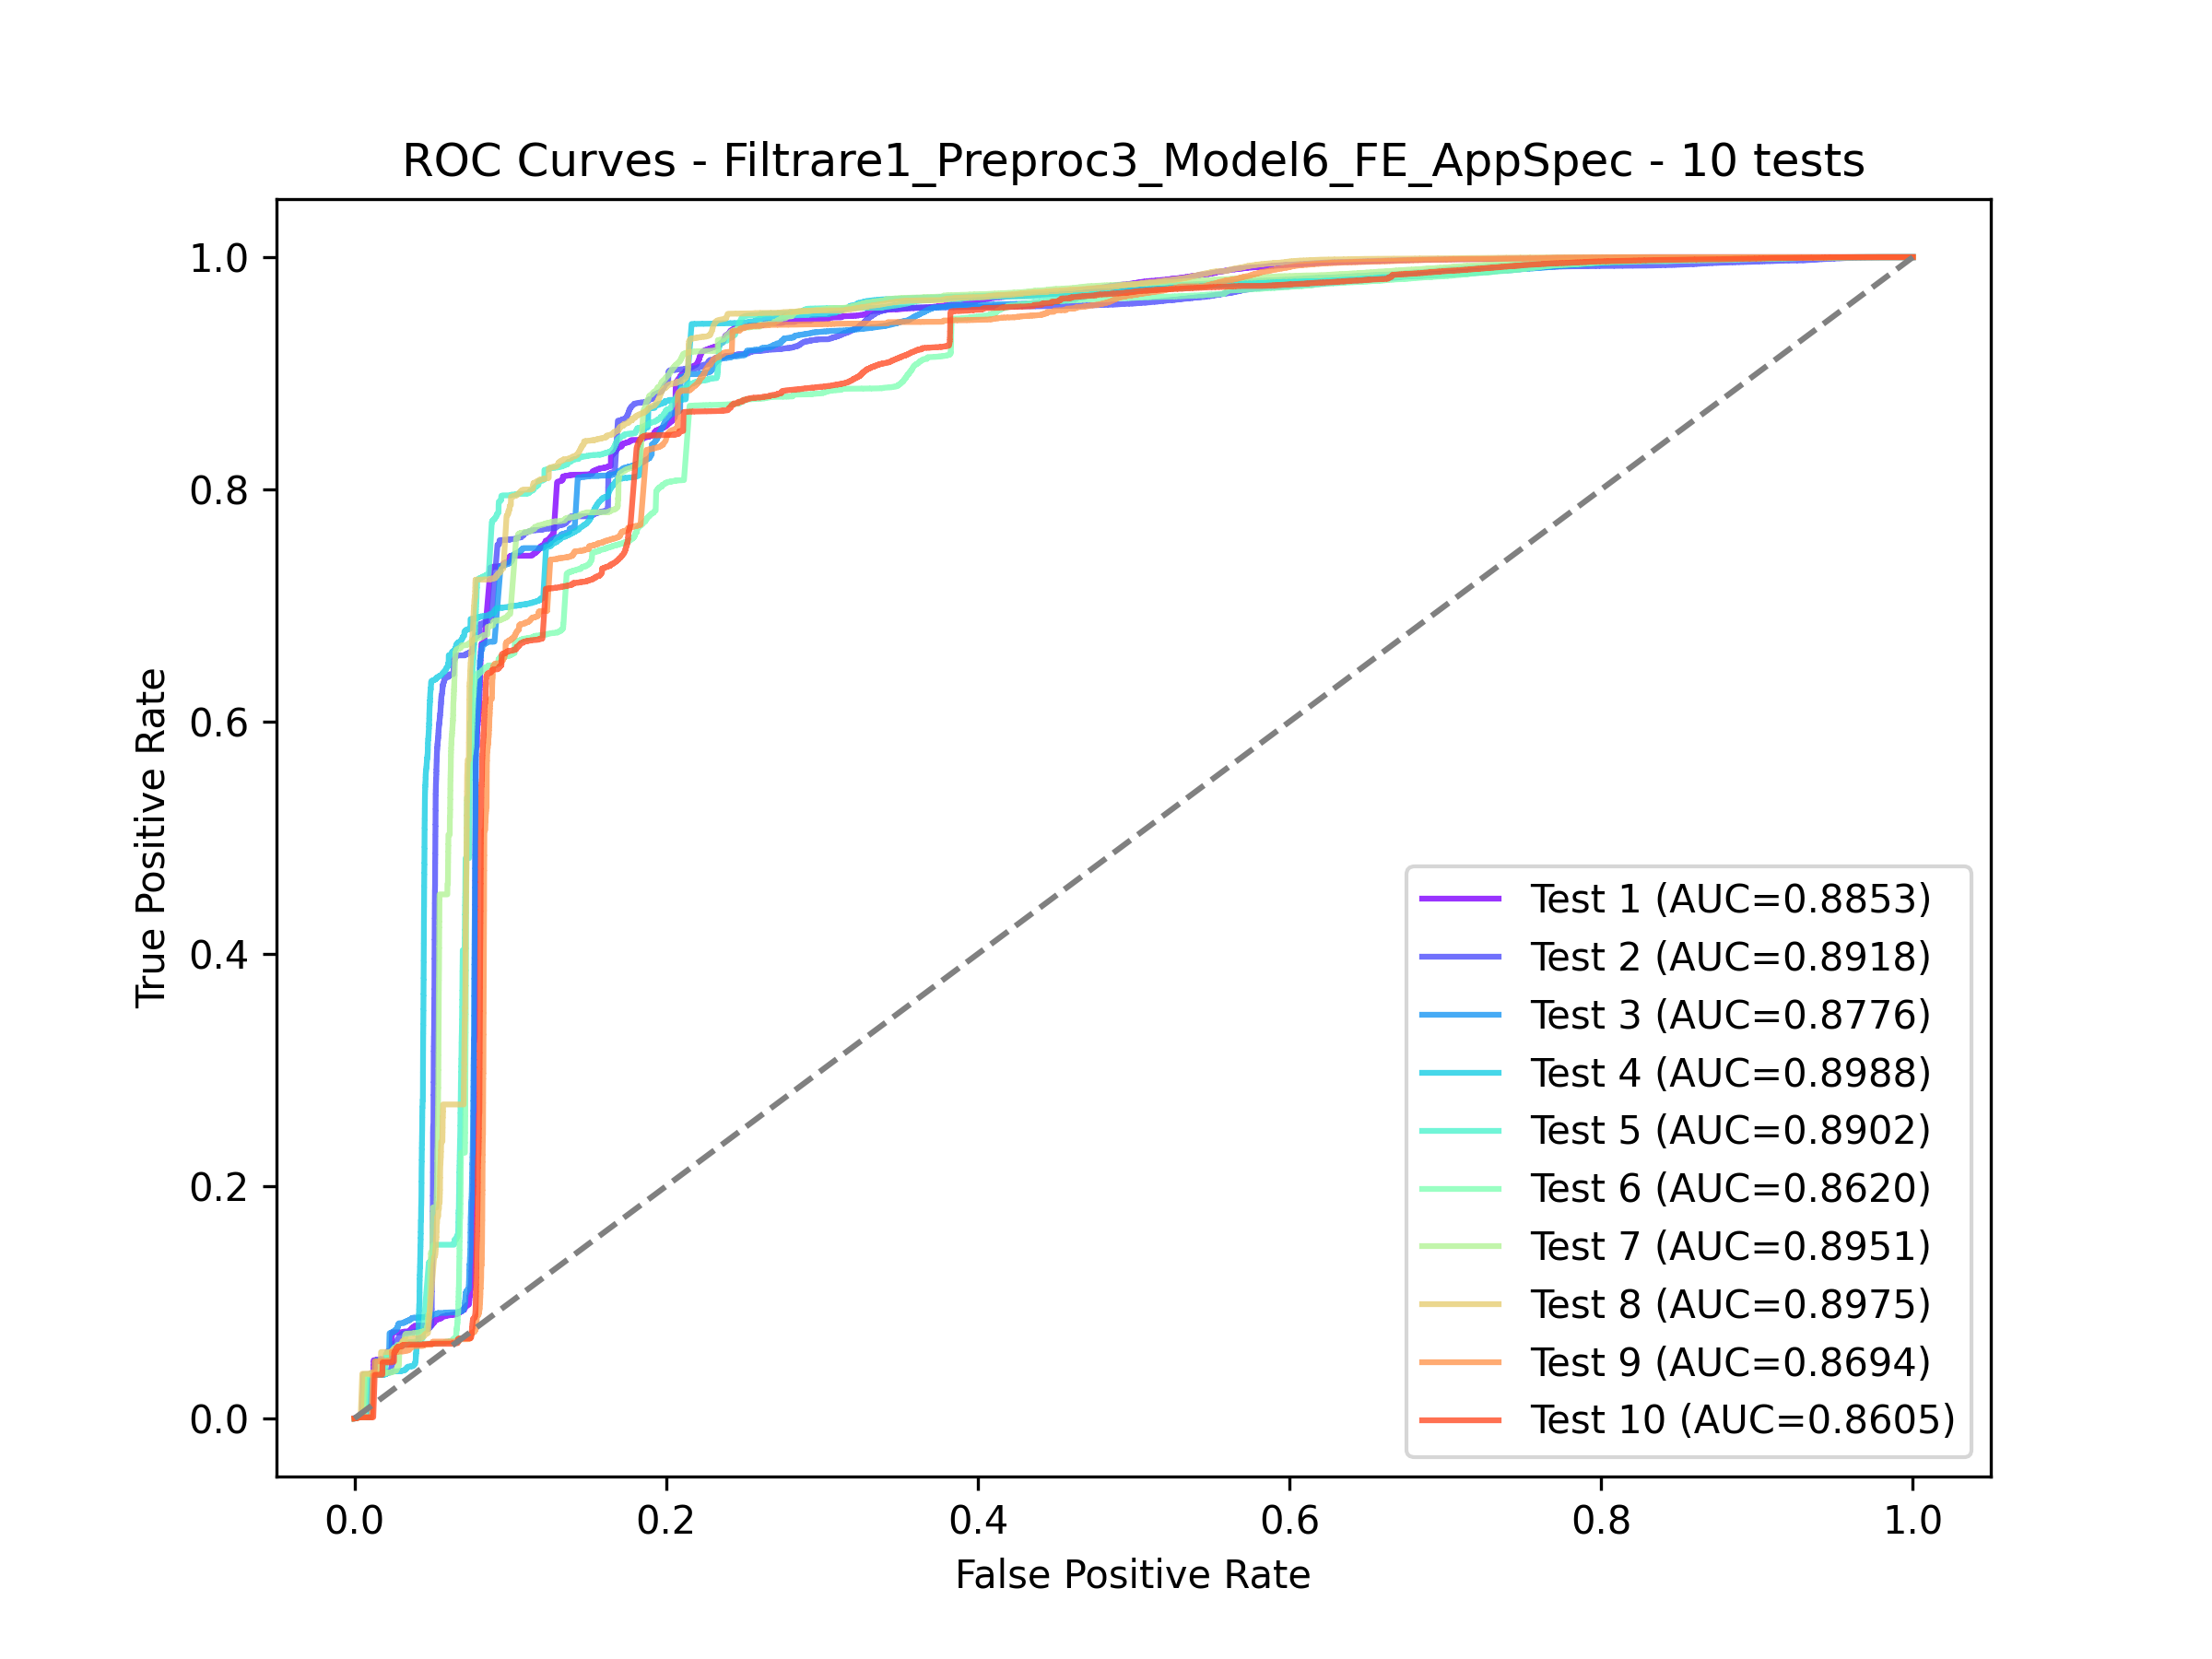 ROC Curves - Filtrare1_Preproc3_Model6_FE_AppSpec - 10 tests
True Positive Rate
1.0
0.8
0.6
0.4
0.2
0.0
0.0 0.2 0.4 0.6 0.8 1.0
False Positive Rate
Test 1 (AUC=0.8853)
Test 2 (AUC=0.8918)
Test 3 (AUC=0.8776)
Test 4 (AUC=0.8988)
Test 5 (AUC=0.8902)
Test 6 (AUC=0.8620)
Test 7 (AUC=0.8951)
Test 8 (AUC=0.8975)
Test 9 (AUC=0.8694)
Test 10 (AUC=0.8605)